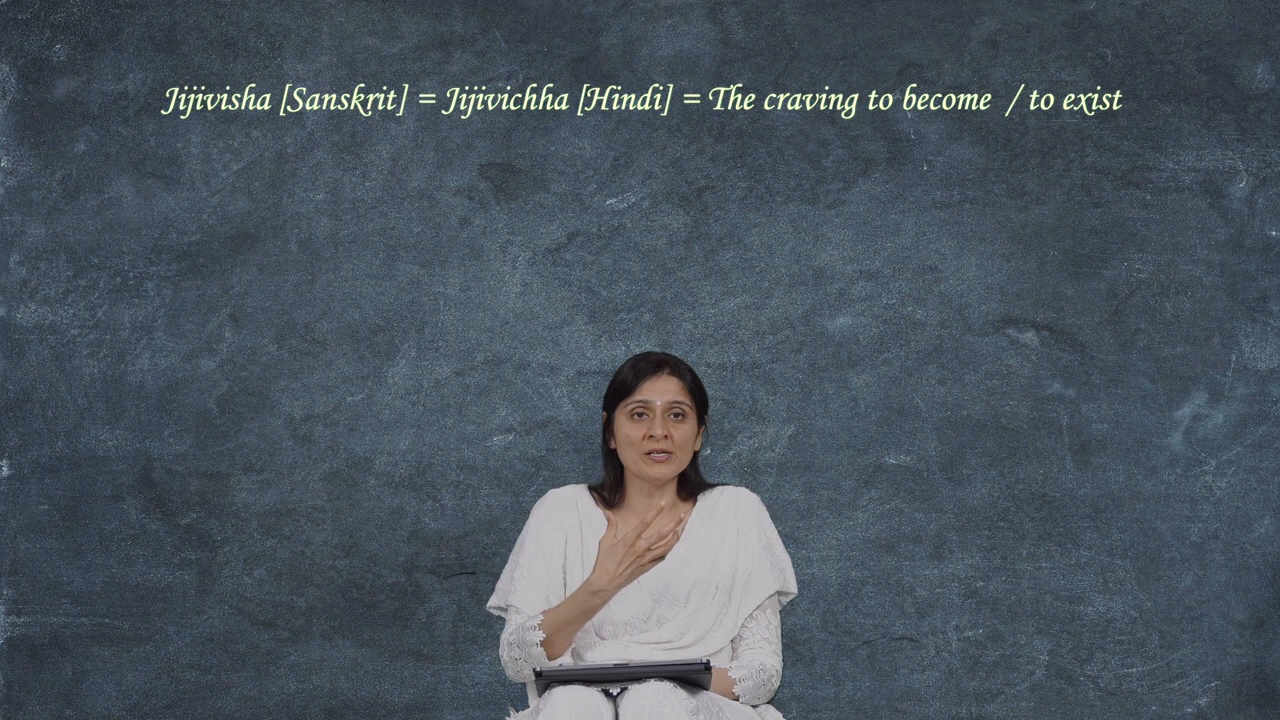 Jijivisha [Sanskrit] = Jijivichha [Hindi] = The craving to become / to exist